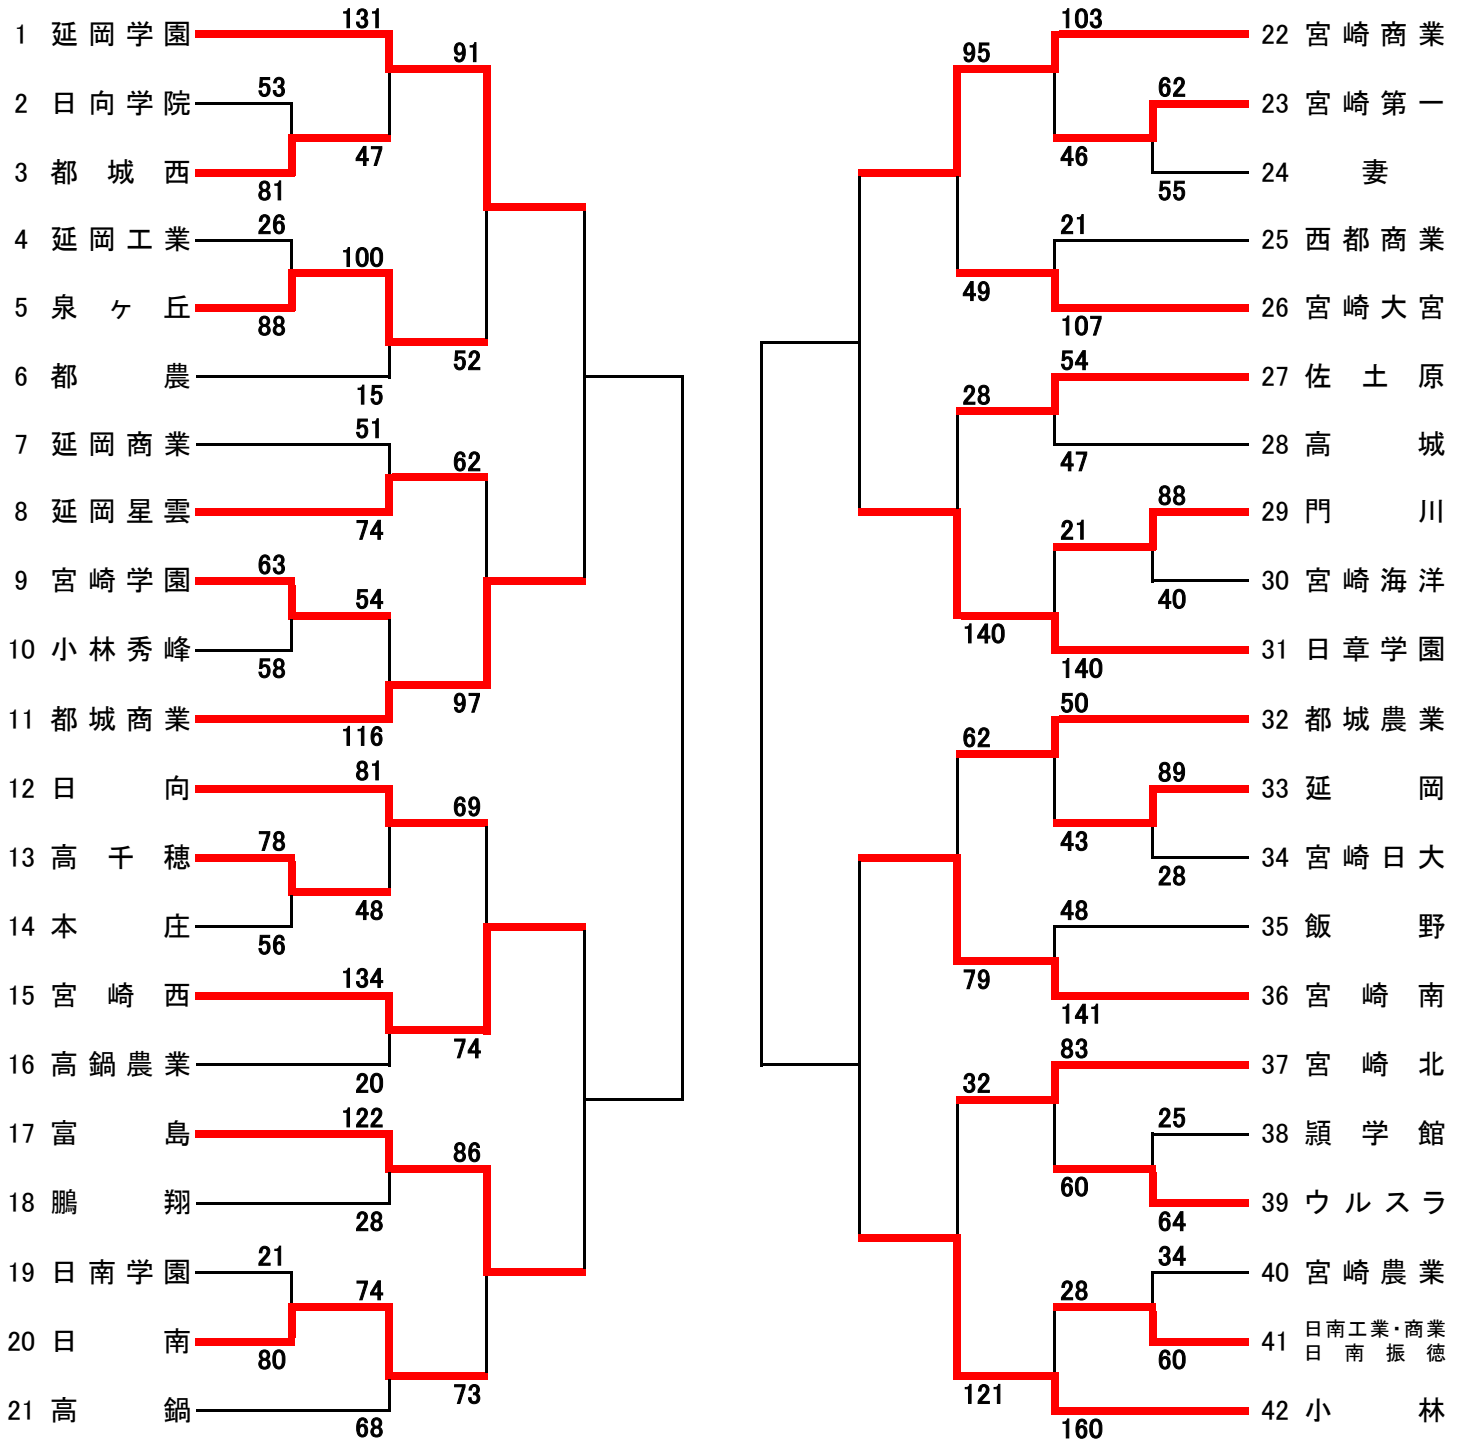 131
1 延岡学園
91
53
2 日向学院
47
3 都城西
81
26
4 延岡工業
100
5 泉ヶ丘
88
52
6 都農
15
51
7 延岡商業
62
8 延岡星雲
74
63
9 宮崎学園
54
10 小林秀峰
58
97
11 都城商業
116
81
12 日向
69
78
13 高千穂
48
14 本庄
56
134
15 宮崎西
74
16 高鍋農業
20
122
17 富島
86
18 鵬翔
28
21
19 日南学園
74
20 日南
80
73
21 高鍋
68
103
22 宮崎商業
95
62
23 宮崎第一
46
24 妻
55
21
25 西都商業
49
26 宮崎大宮
107
54
27 佐土原
28
28 高城
47
88
29 門川
21
30 宮崎海洋
40
140
31 日章学園
140
50
32 都城農業
62
89
33 延岡
43
34 宮崎日大
28
48
35 飯野
79
36 宮崎南
141
83
37 宮崎北
32
25
38 頴学館
60
39 ウルスラ
64
34
40 宮崎農業
28
41 日南工業・商業
日南振徳
60
121
42 小林
160